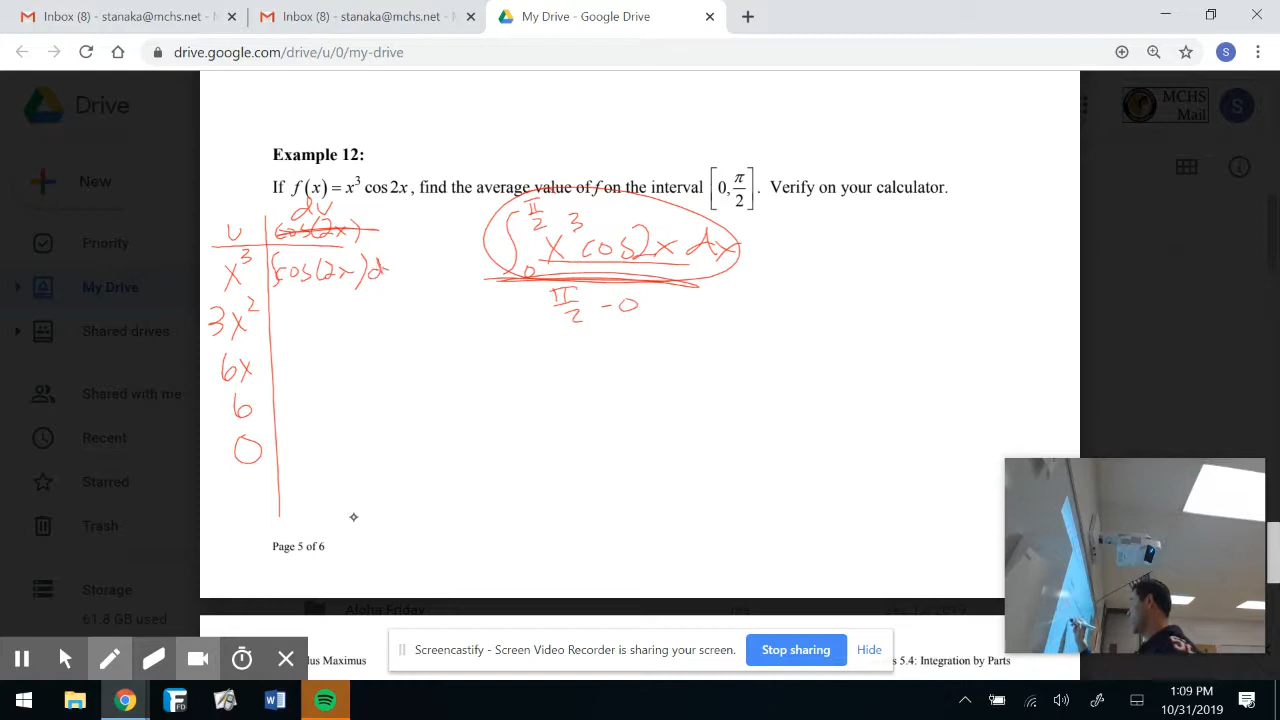 Inbox (8) - stanaka@mchs.net - M
Inbox (8) - stanaka@mchs.net - M
My Drive - Google Drive
drive.google.com/drive/u/0/my-drive
Drive
MCHS
Mail
S
New
Priority
My Drive
Shared drives
Shared with me
Recent
Starred
Trash
Storage
61.8 GB used
Example 12:
If f(x) = x³ cos 2x, find the average value of f on the interval [0, π/2]. Verify on your calculator.
dv
u cos(2x)
x³ cos(2x)d
3x²
6x
6
0
∫₀^(π/2) x³ cos2x dx
π/2 - 0
Page 5 of 6
Aloha Friday
Screencastify - Screen Video Recorder is sharing your screen.
Stop sharing
Hide
lus Maximus
s 5.4: Integration by Parts
1:09 PM
10/31/2019